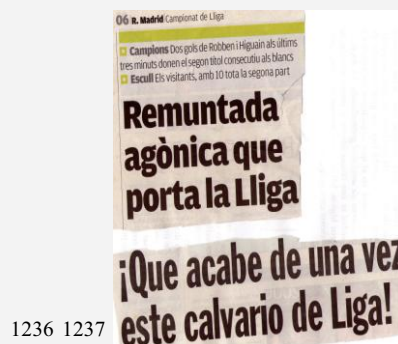 06 R. Madrid Campionat de Lliga
Campions Dos gols de Robben i Higuaín als últims
tres minuts donen el segon títol consecutiu als blancs
Escull Els visitants, amb 10 tota la segona part
Remuntada
agònica que
porta la Lliga
¡Que acabe de una vez
este calvario de Liga!
1236 1237